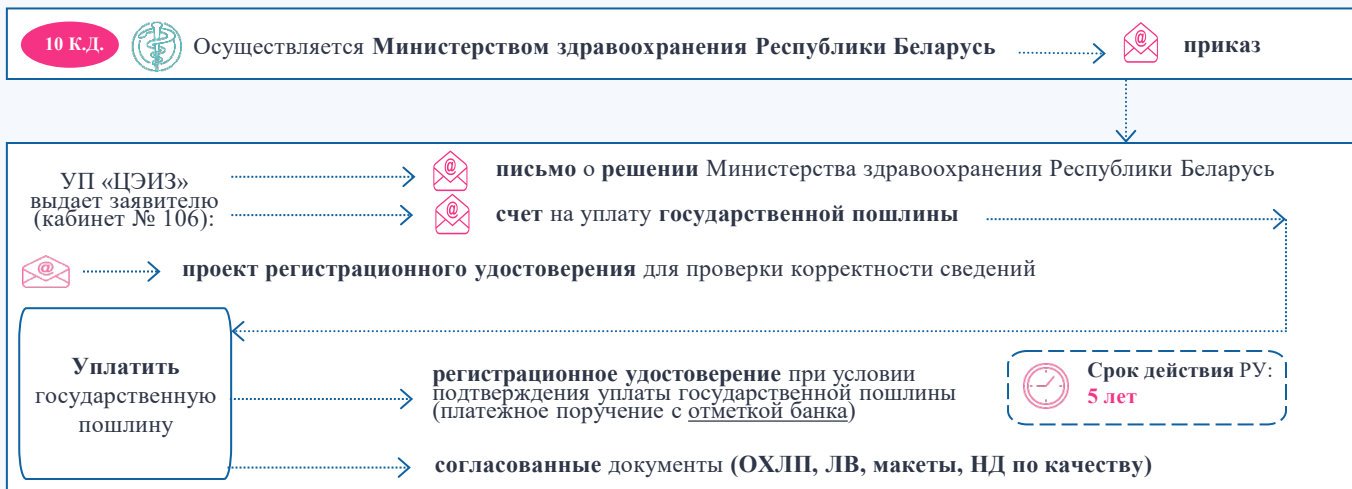 10 К.Д.
Осуществляется Министерством здравоохранения Республики Беларусь
приказ
УП «ЦЭИЗ»
выдает заявителю
(кабинет № 106):
письмо о решении Министерства здравоохранения Республики Беларусь
счет на уплату государственной пошлины
проект регистрационного удостоверения для проверки корректности сведений
Уплатить
государственную
пошлину
регистрационное удостоверение при условии
подтверждения уплаты государственной пошлины
(платежное поручение с отметкой банка)
Срок действия РУ:
5 лет
согласованные документы (ОХЛП, ЛВ, макеты, НД по качеству)